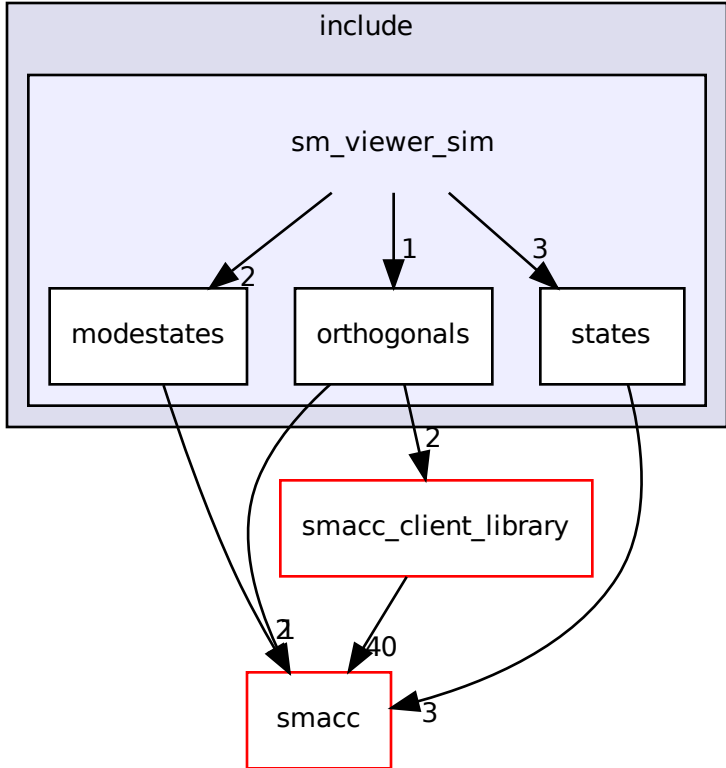 include
sm_viewer_sim
2
1
3
modestates
orthogonals
states
2
smacc_client_library
2
1
40
3
smacc